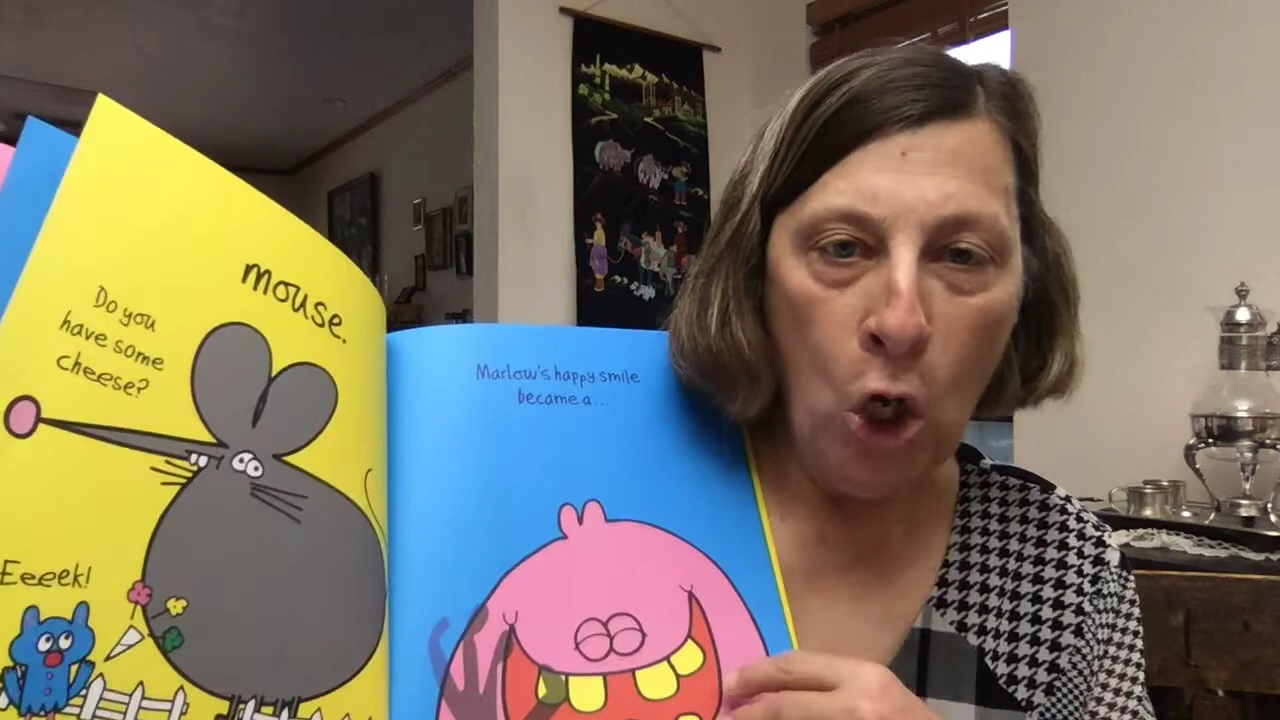 mouse.
Do you
have some
cheese?
Eeeek!
Marlow's happy smile
became a...